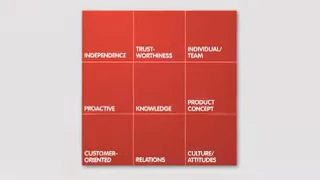 INDEPENDENCE
TRUST-
WORTHINESS
INDIVIDUAL/
TEAM
PROACTIVE
KNOWLEDGE
PRODUCT
CONCEPT
CUSTOMER-
ORIENTED
RELATIONS
CULTURE/
ATTITUDES